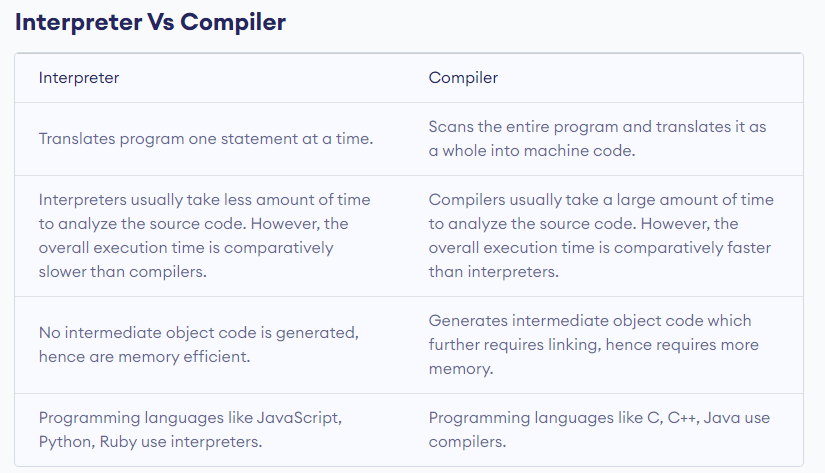 Interpreter Vs Compiler
Interpreter
Compiler
Translates program one statement at a time.
Scans the entire program and translates it as
a whole into machine code.
Interpreters usually take less amount of time
to analyze the source code. However, the
overall execution time is comparatively
slower than compilers.
Compilers usually take a large amount of time
to analyze the source code. However, the
overall execution time is comparatively faster
than interpreters.
No intermediate object code is generated,
hence are memory efficient.
Generates intermediate object code which
further requires linking, hence requires more
memory.
Programming languages like JavaScript,
Python, Ruby use interpreters.
Programming languages like C, C++, Java use
compilers.